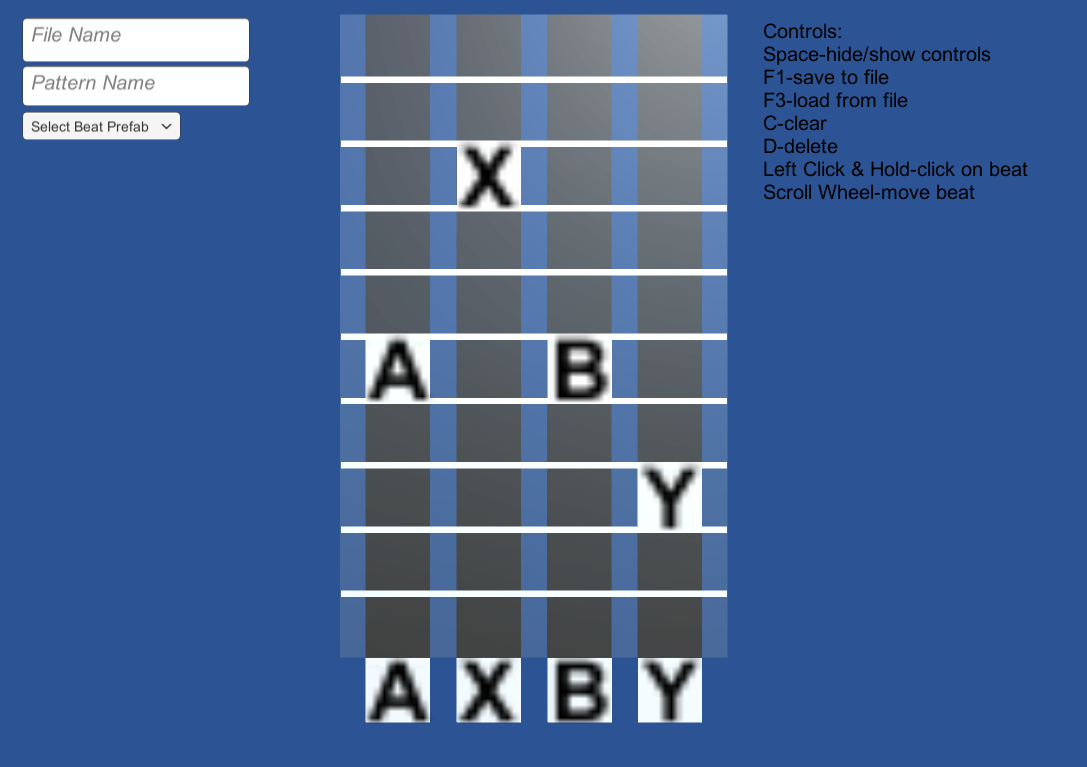 File Name
Pattern Name
Select Beat Prefab
Controls:
Space-hide/show controls
F1-save to file
F3-load from file
C-clear
D-delete
Left Click & Hold-click on beat
Scroll Wheel-move beat
X
A B
Y
A X B Y